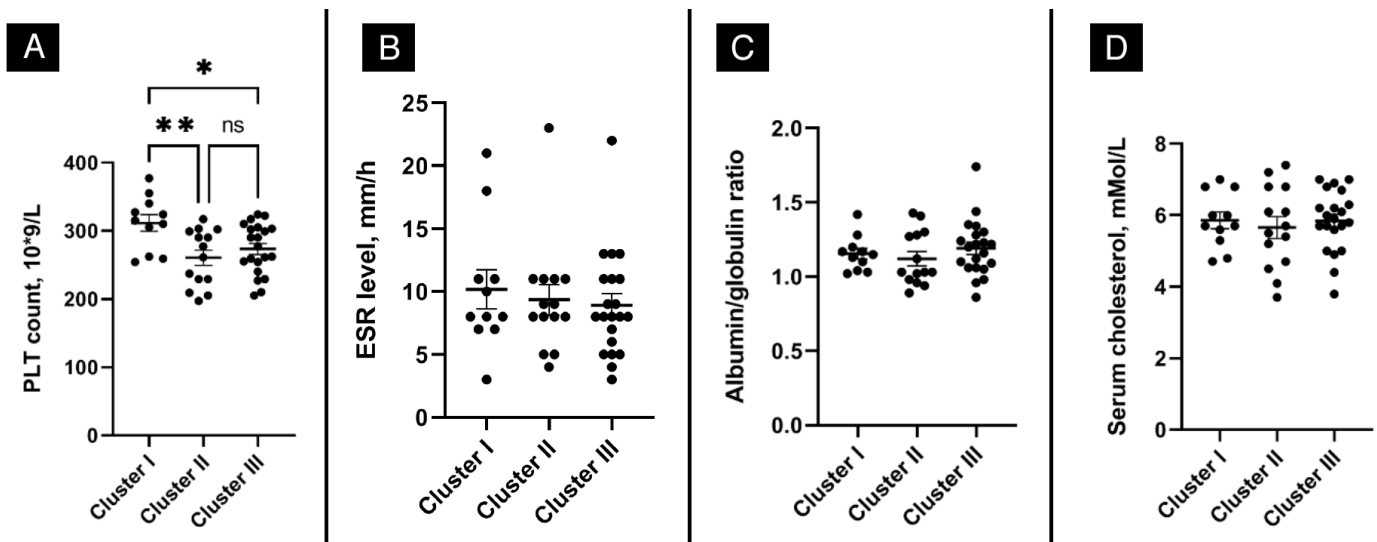 A
*
** ns
PLT count, 10*9/L
400
300
200
100
0
Cluster I
Cluster II
Cluster III
B
ESR level, mm/h
25
20
15
10
5
0
Cluster I
Cluster II
Cluster III
C
Albumin/globulin ratio
2.0
1.5
1.0
0.5
0.0
Cluster I
Cluster II
Cluster III
D
Serum cholesterol, mMol/L
8
6
4
2
0
Cluster I
Cluster II
Cluster III